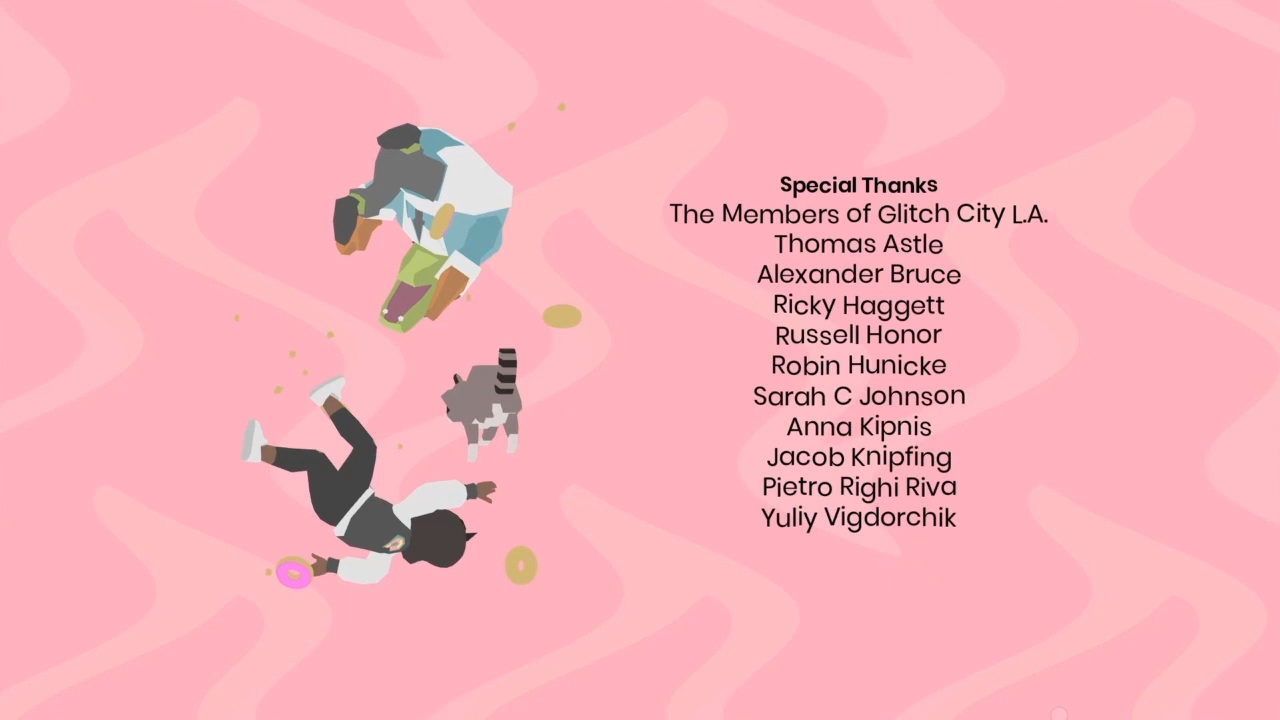 Special Thanks
The Members of Glitch City L.A.
Thomas Astle
Alexander Bruce
Ricky Haggett
Russell Honor
Robin Hunicke
Sarah C Johnson
Anna Kipnis
Jacob Knipfing
Pietro Righi Riva
Yuliy Vigdorchik